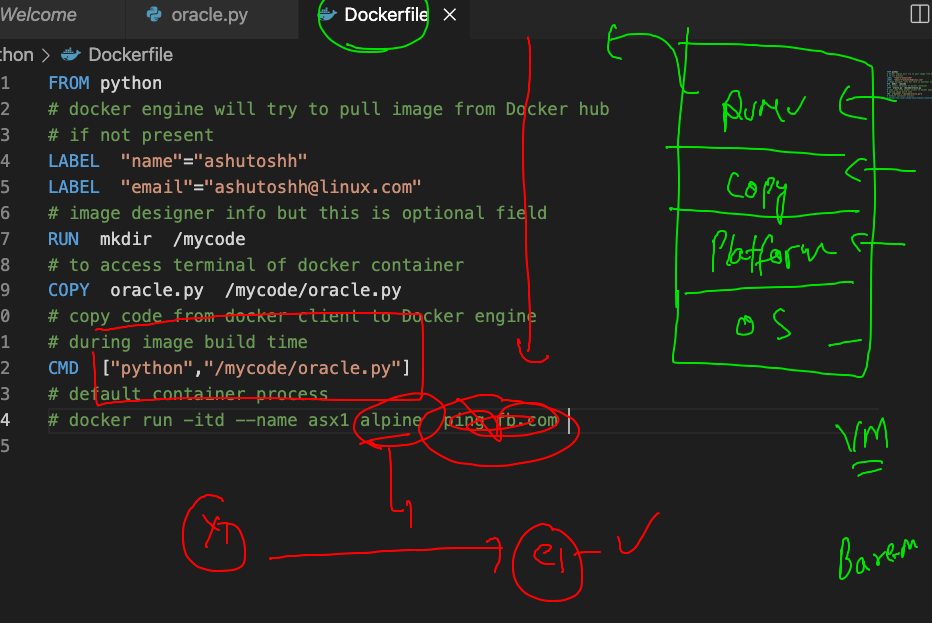 Welcome oracle.py Dockerfile
thon > Dockerfile
1 FROM python
2 # docker engine will try to pull image from Docker hub
3 # if not present
4 LABEL "name"="ashutoshh"
5 LABEL "email"="ashutoshh@linux.com"
6 # image designer info but this is optional field
7 RUN mkdir /mycode
8 # to access terminal of docker container
9 COPY oracle.py /mycode/oracle.py
0 # copy code from docker client to Docker engine
1 # during image build time
2 CMD ["python","/mycode/oracle.py"]
3 # default container process
4 # docker run -itd --name asx1 alpine ping fb.com
5
Copy
Platform
OS
VM